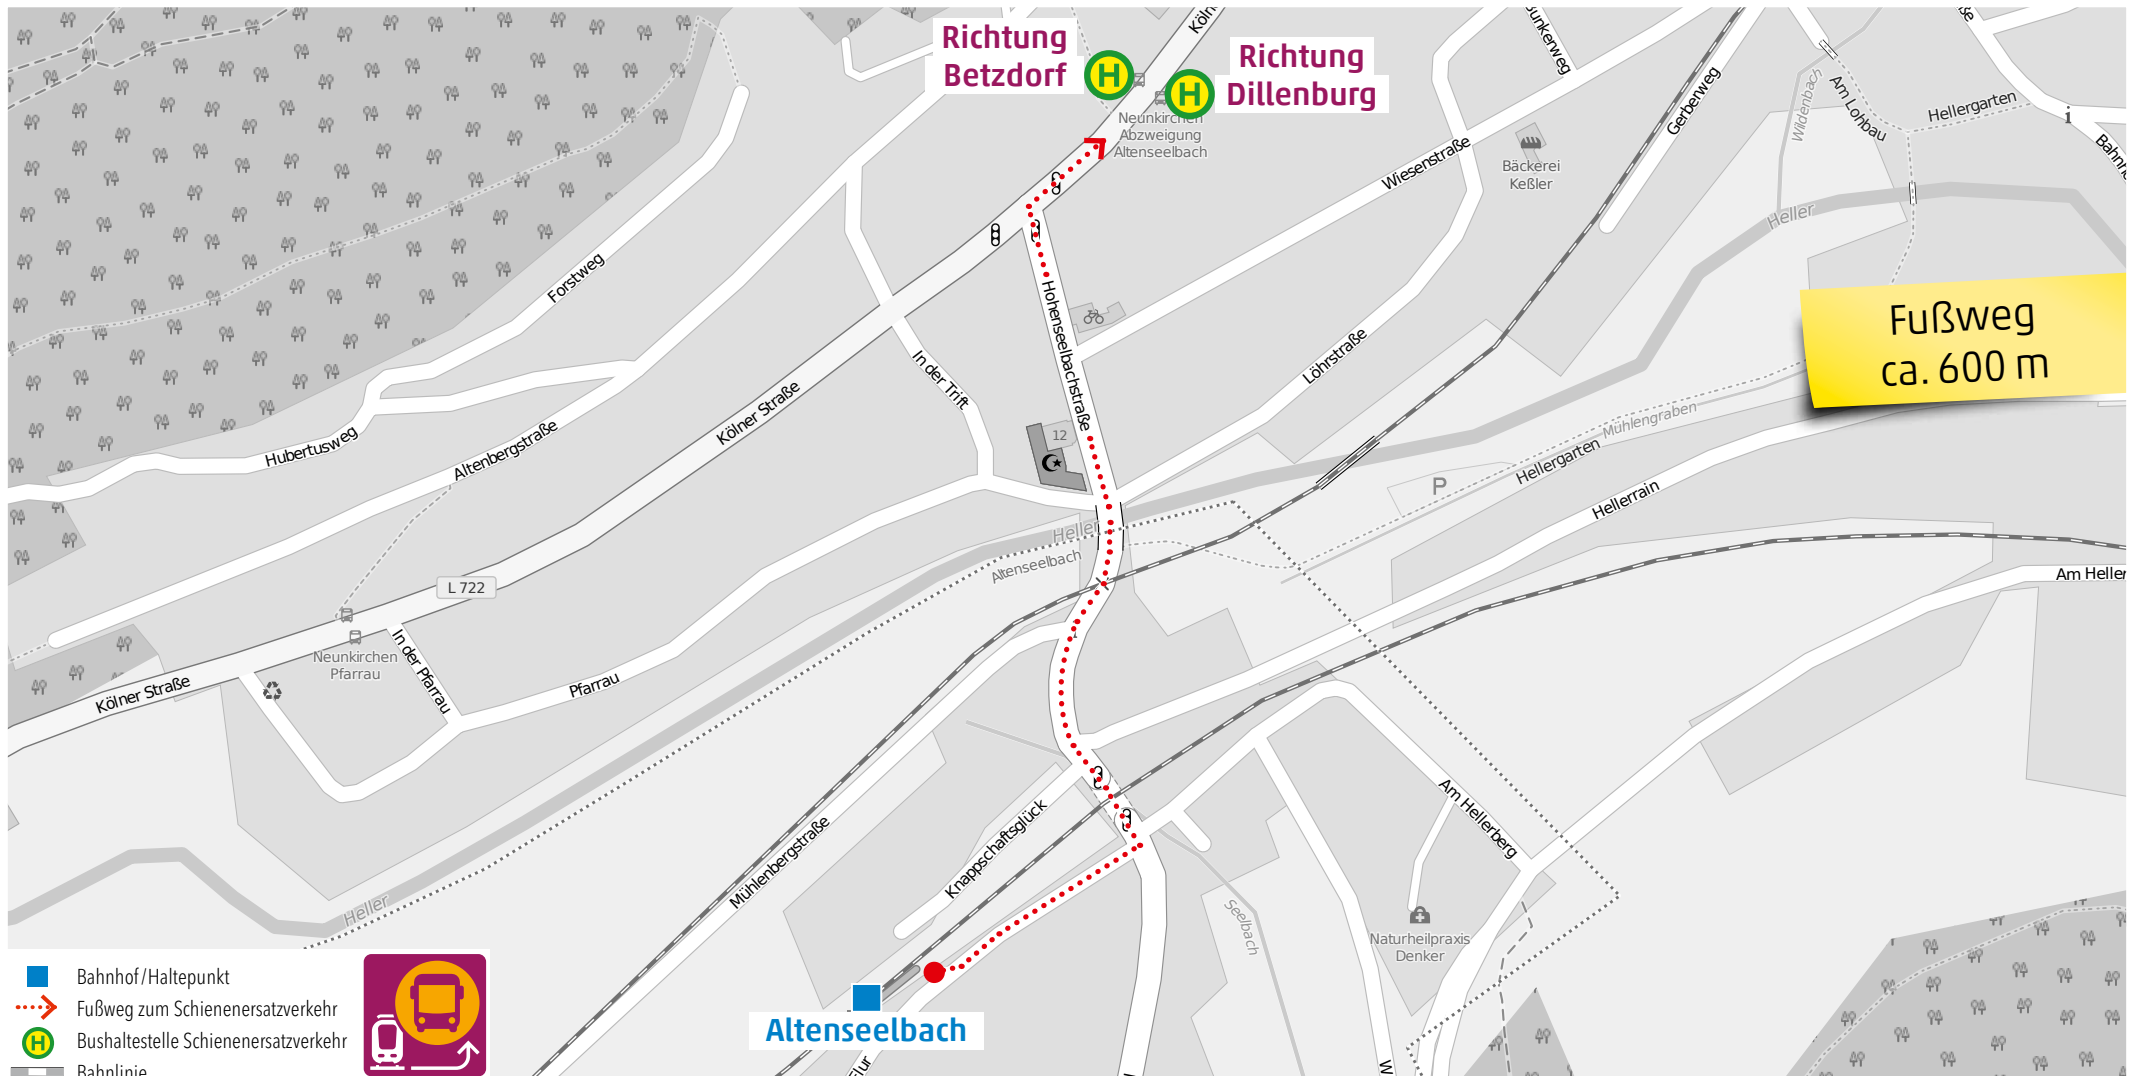 Richtung
Betzdorf
H
H
Richtung
Dillenburg
Neunkirchen
Abzweigung
Altenseelbach
Gerberweg
Wildenbach
Am Lohbau
Hellergarten
i
Wiesenstraße
Bäckerei
Keßler
Heller
Forstweg
Hohenseelbachstraße
Fußweg
ca. 600 m
In der Trift
Löhrstraße
Kölner Straße
Hubertusweg
Altenbergstraße
12
Mühlengraben
Hellergarten
P
Hellerrain
Heller
Altenseelbach
L 722
Neunkirchen
Pfarrau
In der Pfarrau
Pfarrau
Kölner Straße
Am Heller
Mühlenbergstraße
Knappschaftsglück
Am Hellerberg
Heller
Seelbach
Naturheilpraxis
Denker
Altenseelbach
Bahnhof/Haltepunkt
Fußweg zum Schienenersatzverkehr
H
Bushaltestelle Schienenersatzverkehr
Bahnlinie